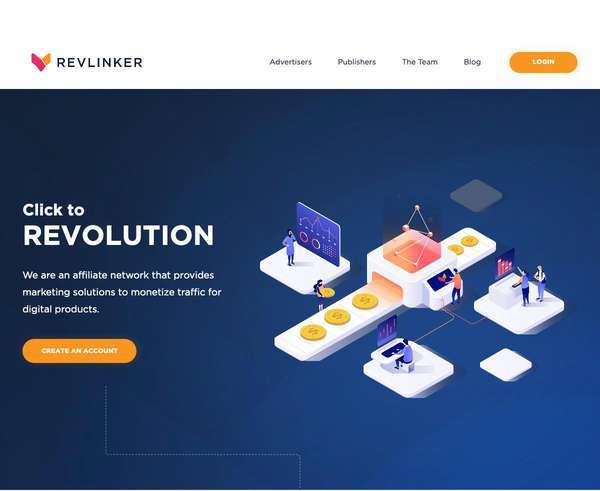 REVLINKER
Advertisers
Publishers
The Team
Blog
LOGIN
Click to
REVOLUTION
We are an affiliate network that provides
marketing solutions to monetize traffic for
digital products.
CREATE AN ACCOUNT